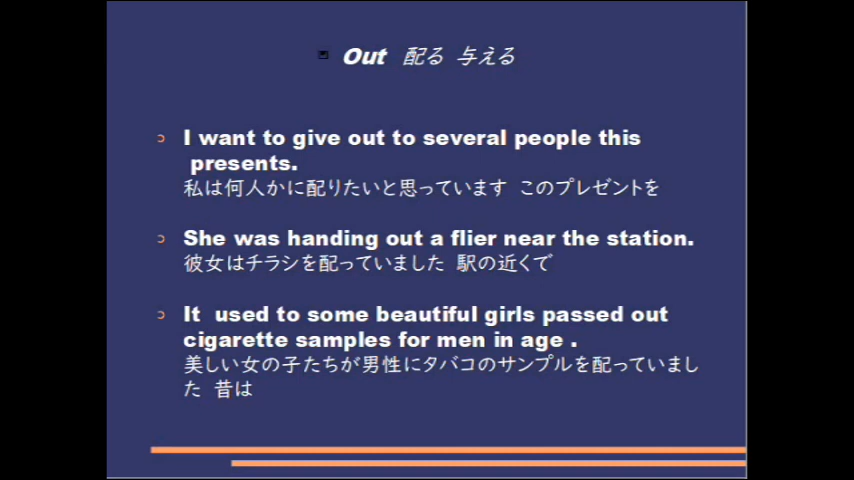 Out 配る 与える
I want to give out to several people this
presents.
私は何人かに配りたいと思っています このプレゼントを
She was handing out a flier near the station.
彼女はチラシを配っていました 駅の近くで
It used to some beautiful girls passed out
cigarette samples for men in age .
美しい女の子たちが男性にタバコのサンプルを配っていまし
た 昔は